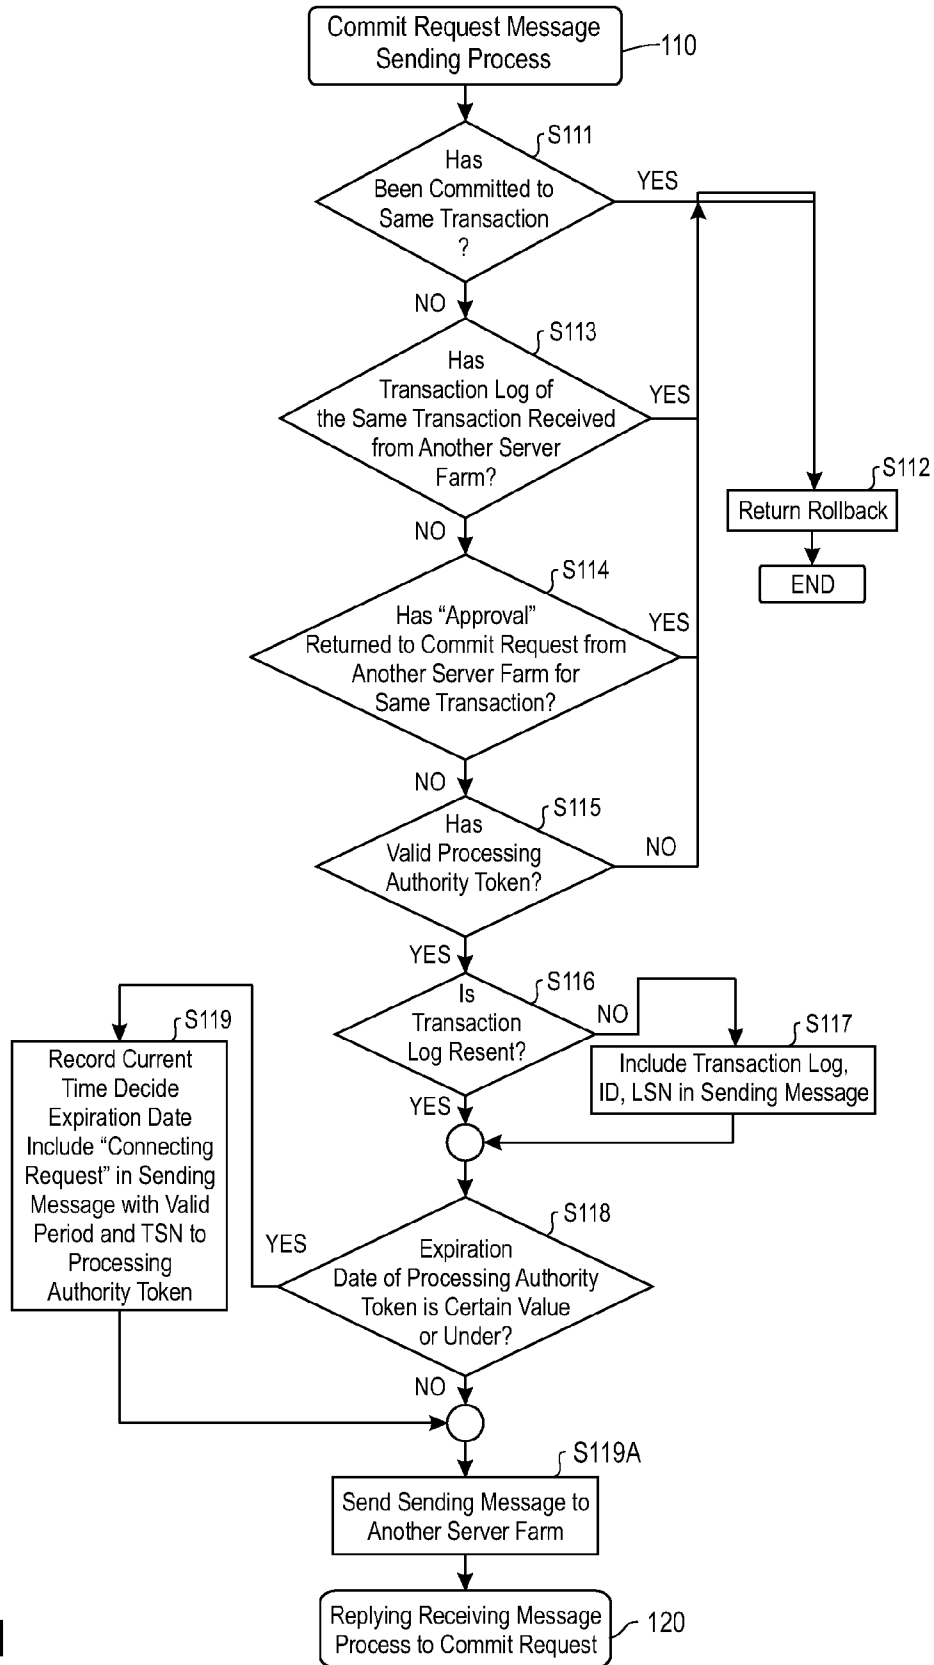 Commit Request Message
Sending Process
110
S111
Has
Been Committed to
Same Transaction
?
YES
NO
S113
Has
Transaction Log of
the Same Transaction Received
from Another Server
Farm?
YES
NO
S112
Return Rollback
END
S114
Has “Approval”
Returned to Commit Request from
Another Server Farm for
Same Transaction?
YES
NO
S115
Has
Valid Processing
Authority Token?
NO
YES
S116
Is
Transaction
Log Resent?
NO
YES
S117
Include Transaction Log,
ID, LSN in Sending Message
S119
Record Current
Time Decide
Expiration Date
Include “Connecting
Request” in Sending
Message with Valid
Period and TSN to
Processing
Authority Token
S118
Expiration
Date of Processing Authority
Token is Certain Value
or Under?
YES
NO
S119A
Send Sending Message to
Another Server Farm
Replying Receiving Message
Process to Commit Request
120